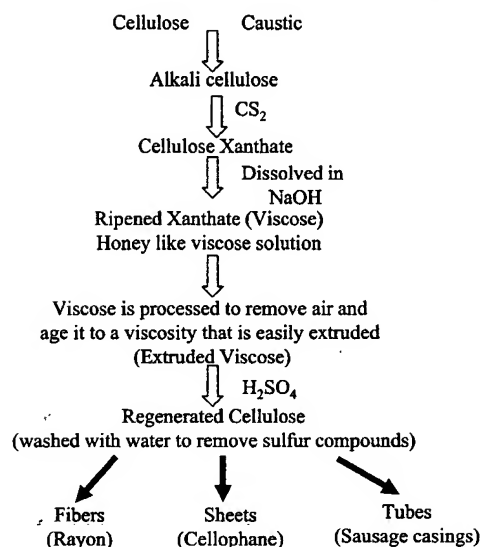 Cellulose Caustic
Alkali cellulose
CS2
Cellulose Xanthate
Dissolved in
NaOH
Ripened Xanthate (Viscose)
Honey like viscose solution
Viscose is processed to remove air and
age it to a viscosity that is easily extruded
(Extruded Viscose)
H2SO4
Regenerated Cellulose
(washed with water to remove sulfur compounds)
Fibers Sheets Tubes
(Rayon) (Cellophane) (Sausage casings)